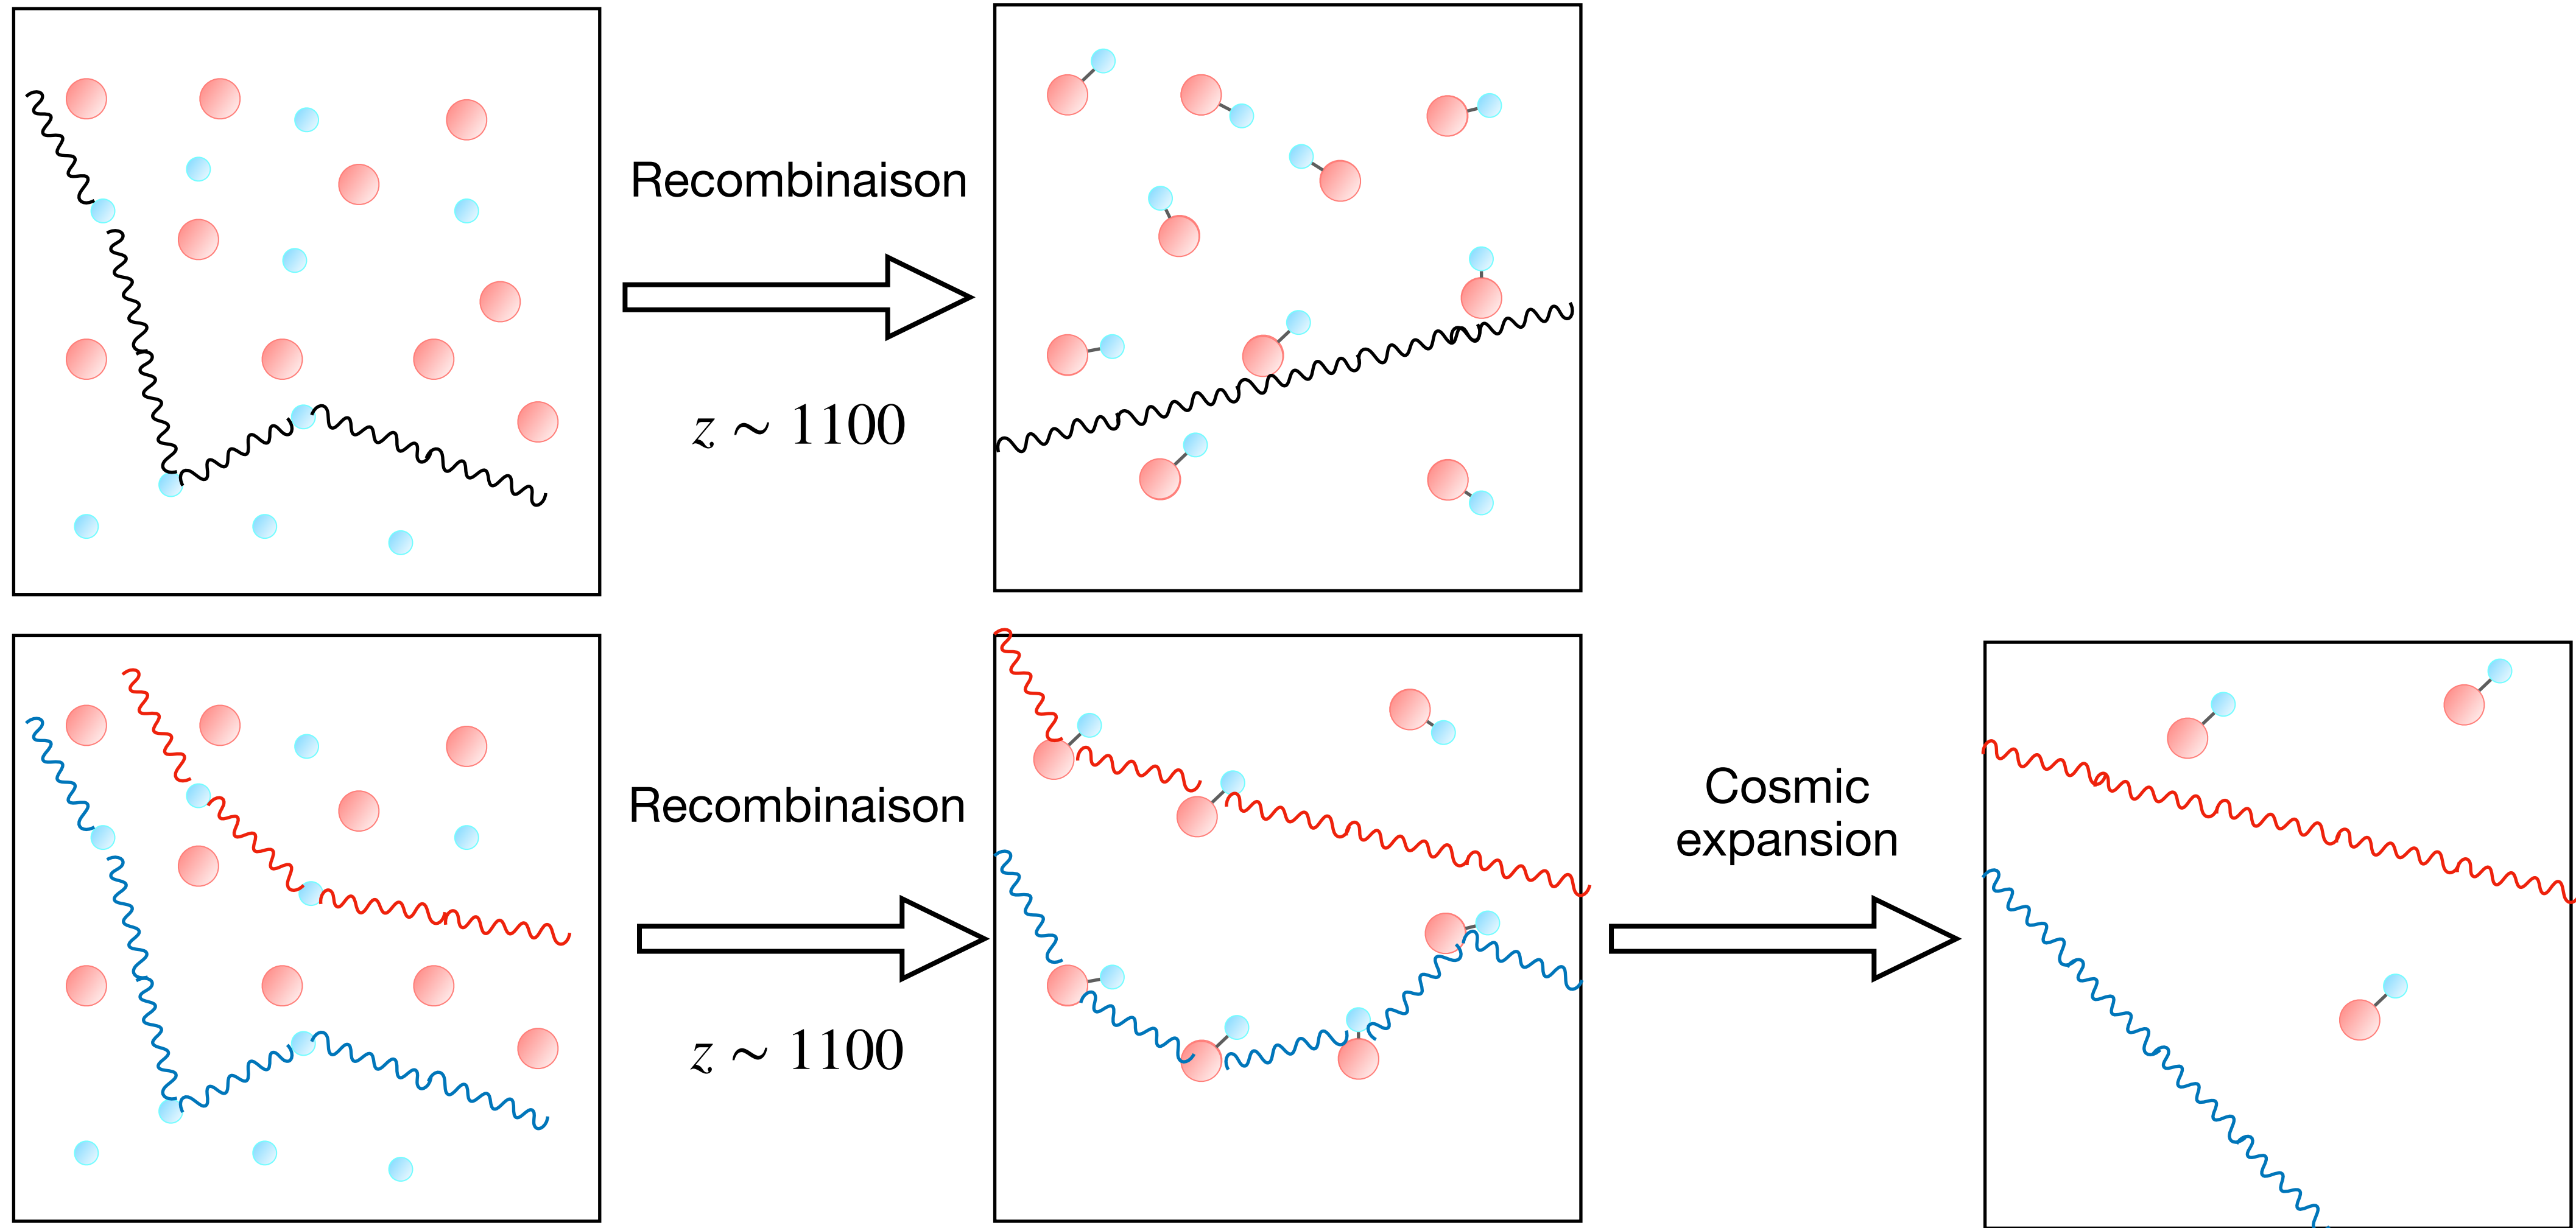 Recombinaison
z ∼ 1100
Recombinaison
z ∼ 1100
Cosmic
expansion